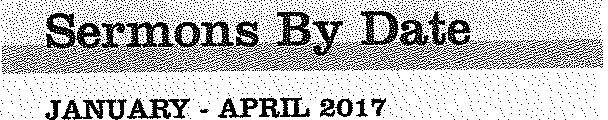 Sermons By Date
JANUARY - APRIL 2017